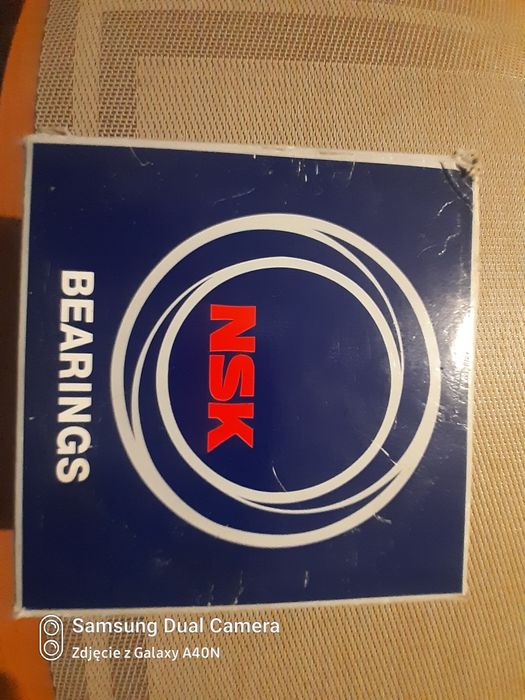 NSK
BEARINGS
Samsung Dual Camera
Zdjęcie z Galaxy A40N